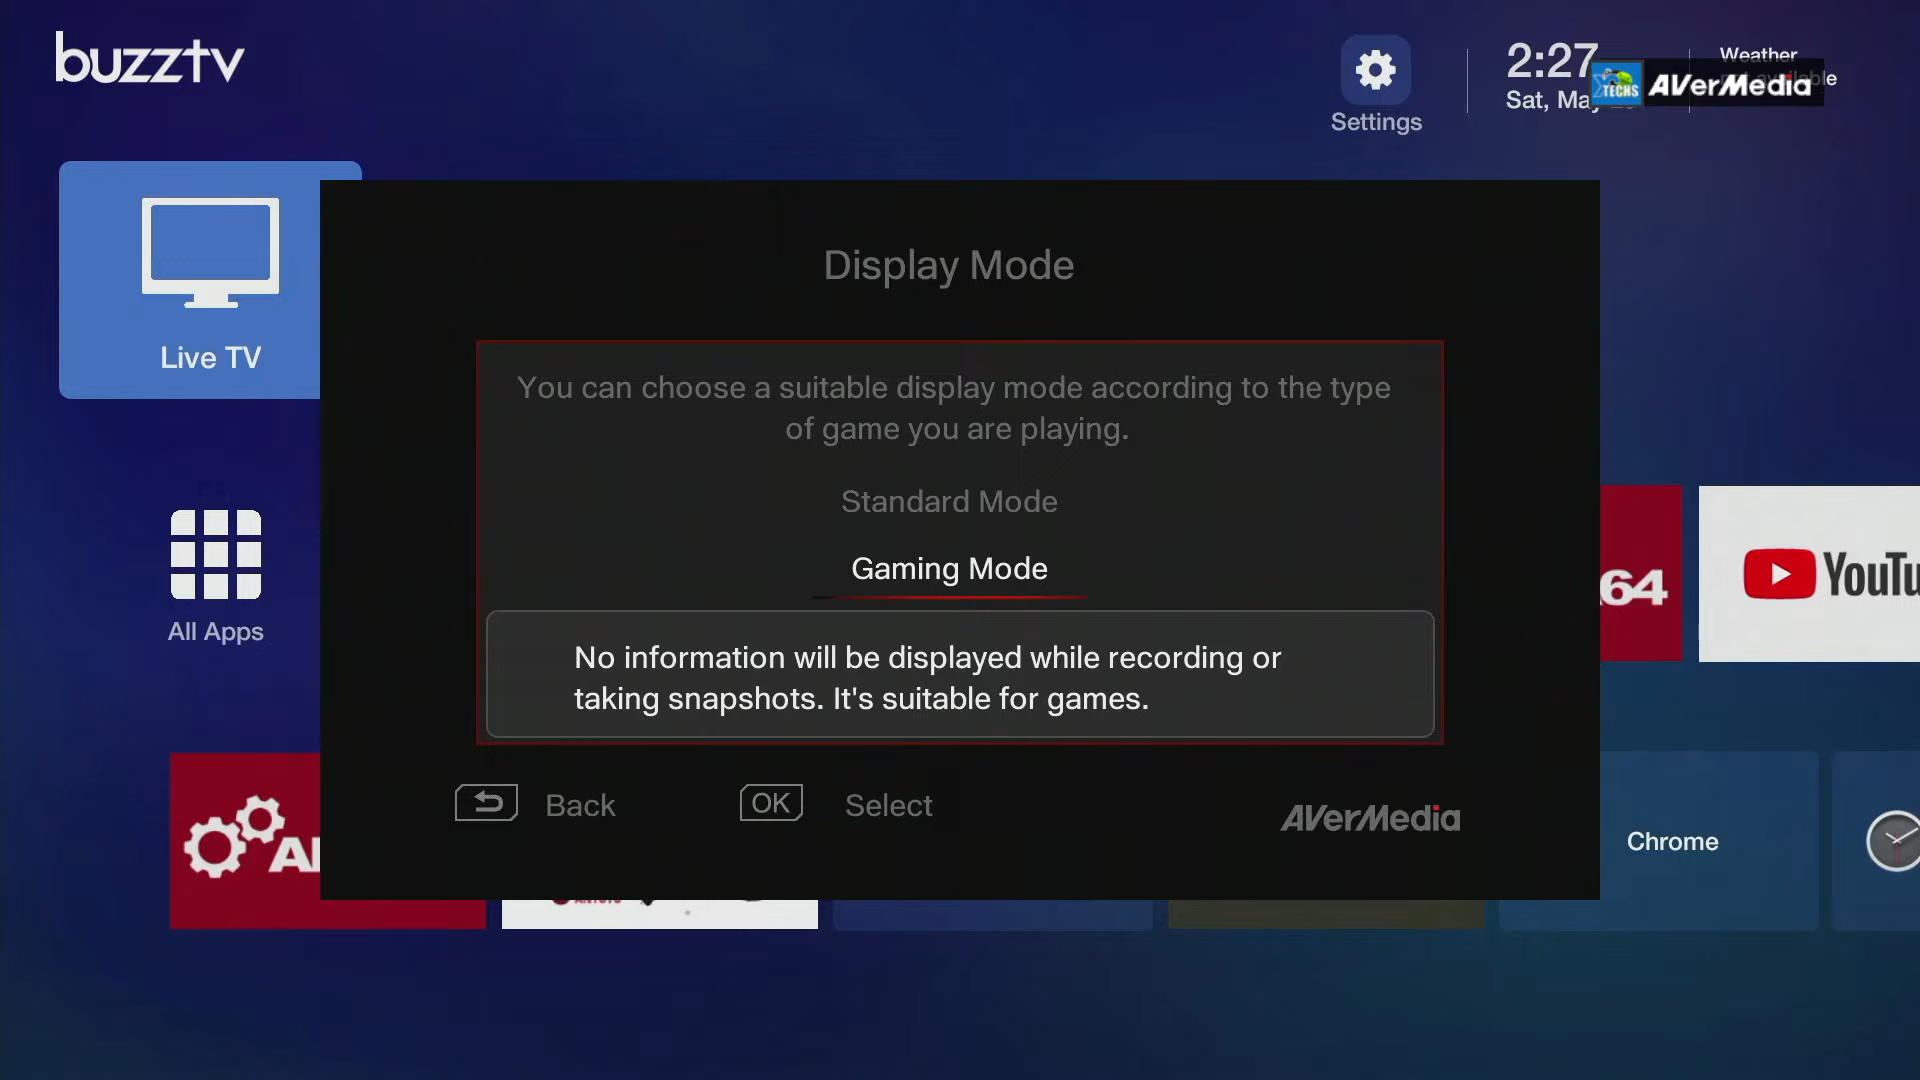 buzztv
Settings
2:27
Sat, May
Weather
TECHS
AVerMedia
Live TV
Display Mode
You can choose a suitable display mode according to the type
of game you are playing.
Standard Mode
Gaming Mode
No information will be displayed while recording or
taking snapshots. It's suitable for games.
Back
OK
Select
AVerMedia
All Apps
64
YouTu
Chrome